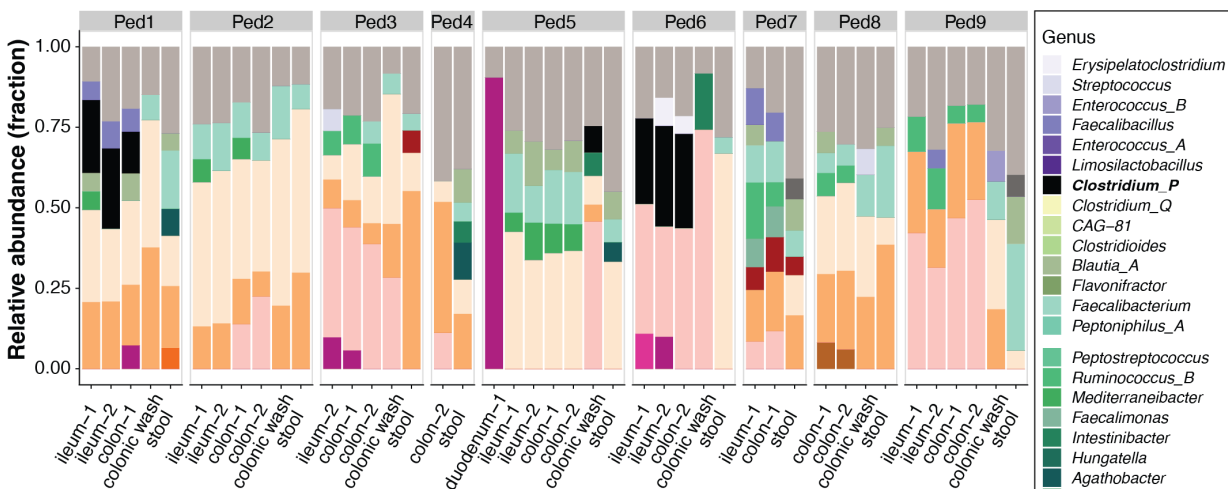 Ped1 Ped2 Ped3 Ped4 Ped5 Ped6 Ped7 Ped8 Ped9
Relative abundance (fraction)
1.00
0.75
0.50
0.25
0.00
ileum-1
ileum-2
colon-1
colonic wash
stool
ileum-1
ileum-2
colon-1
colon-2
colonic wash
stool
ileum-1
colon-1
colon-2
colonic wash
stool
colon-2
stool
duodenum-1
ileum-1
ileum-2
colon-1
colon-2
colonic wash
stool
ileum-1
ileum-2
colon-2
colonic wash
stool
ileum-1
colon-1
stool
ileum-1
colon-2
colonic wash
stool
ileum-1
ileum-2
colon-1
colon-2
colonic wash
stool
Genus
Erysipelatoclostridium
Streptococcus
Enterococcus_B
Faecalibacillus
Enterococcus_A
Limosilactobacillus
Clostridium_P
Clostridium_Q
CAG-81
Clostridioides
Blautia_A
Flavonifractor
Faecalibacterium
Peptoniphilus_A
Peptostreptococcus
Ruminococcus_B
Mediterraneibacter
Faecalimonas
Intestinibacter
Hungatella
Agathobacter